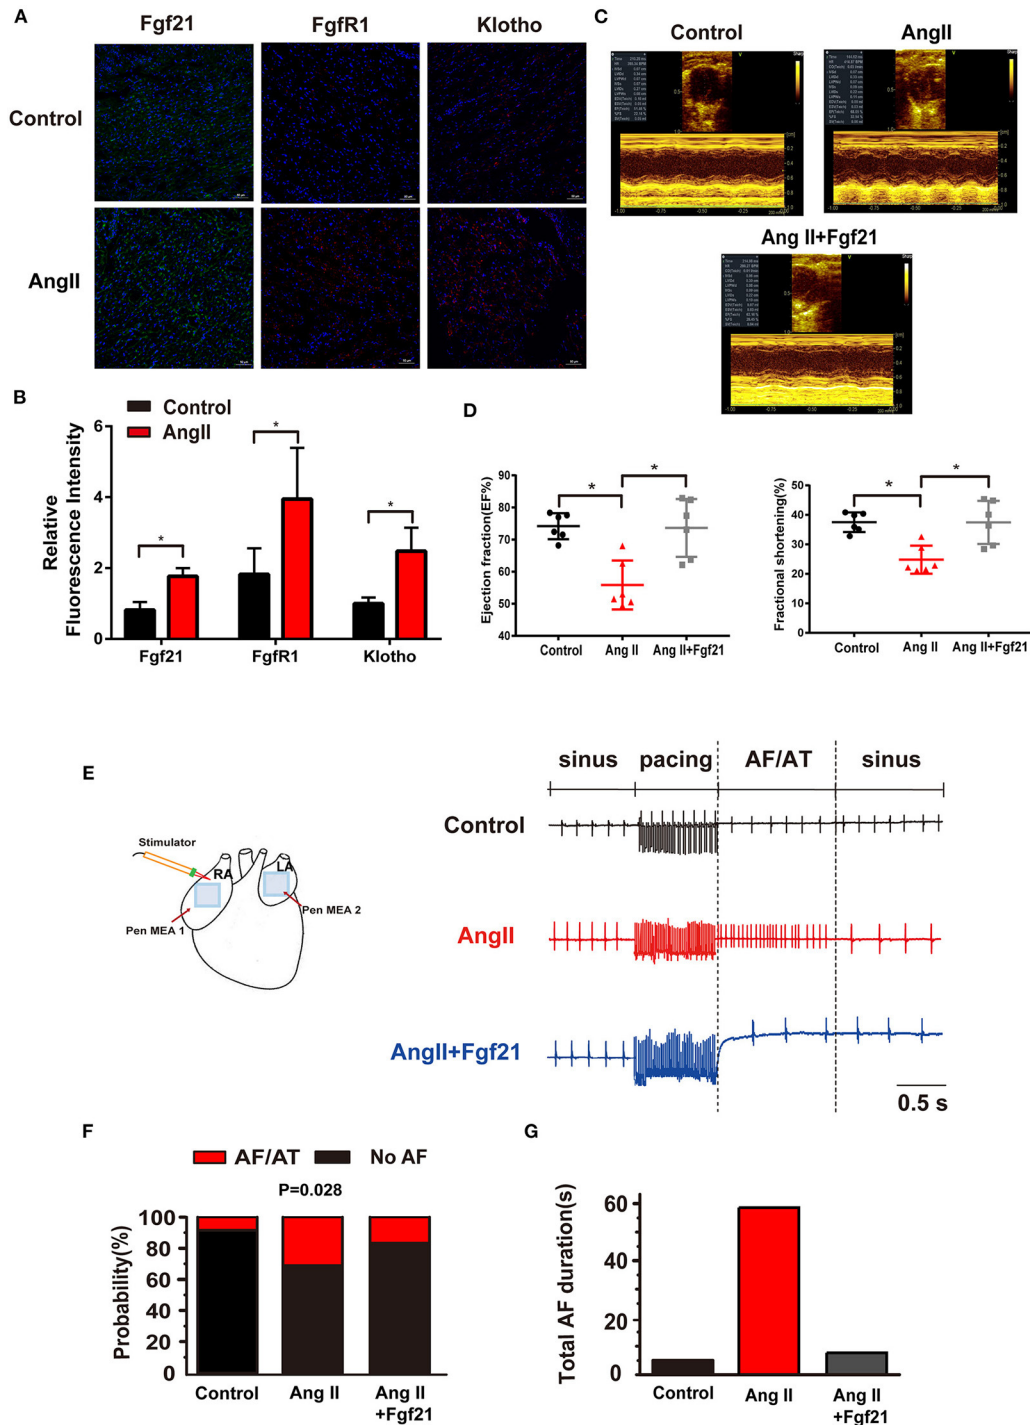 A
Fgf21
FgfR1
Klotho
Control
AngII
C
Control
AngII
Ang II+Fgf21
B
Control
AngII
Relative
Fluorescence Intensity
6
4
2
0
*
*
*
Fgf21
FgfR1
Klotho
D
Ejection fraction(EF%)
90
80
70
60
50
40
*
*
Control
Ang II
Ang II+Fgf21
Fractional shortening(%)
50
40
30
20
10
0
*
*
Control
Ang II
Ang II+Fgf21
E
Stimulator
RA
LA
Pen MEA 1
Pen MEA 2
sinus
pacing
AF/AT
sinus
Control
AngII
AngII+Fgf21
0.5 s
F
AF/AT
No AF
P=0.028
Probability(%)
100
80
60
40
20
0
Control
Ang II
Ang II
+Fgf21
G
Total AF duration(s)
60
40
20
0
Control
Ang II
Ang II
+Fgf21